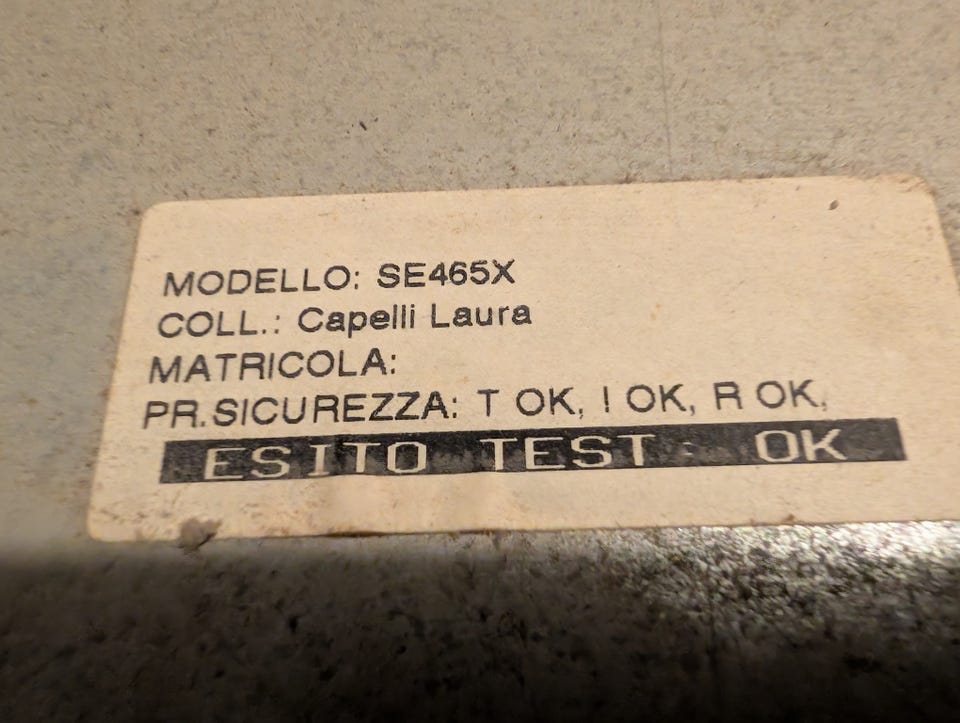 MODELLO: SE465X
COLL.: Capelli Laura
MATRICOLA:
PR.SICUREZZA: T OK, I OK, R OK,
ESITO TEST: OK